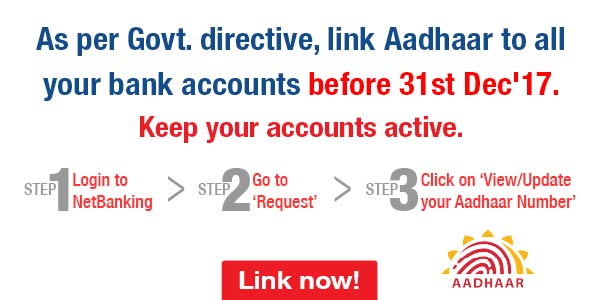 As per Govt. directive, link Aadhaar to all
your bank accounts before 31st Dec'17.
Keep your accounts active.
STEP 1 Login to
NetBanking
>
STEP 2 Go to
‘Request’
>
STEP 3 Click on ‘View/Update
your Aadhaar Number’
Link now!
AADHAAR